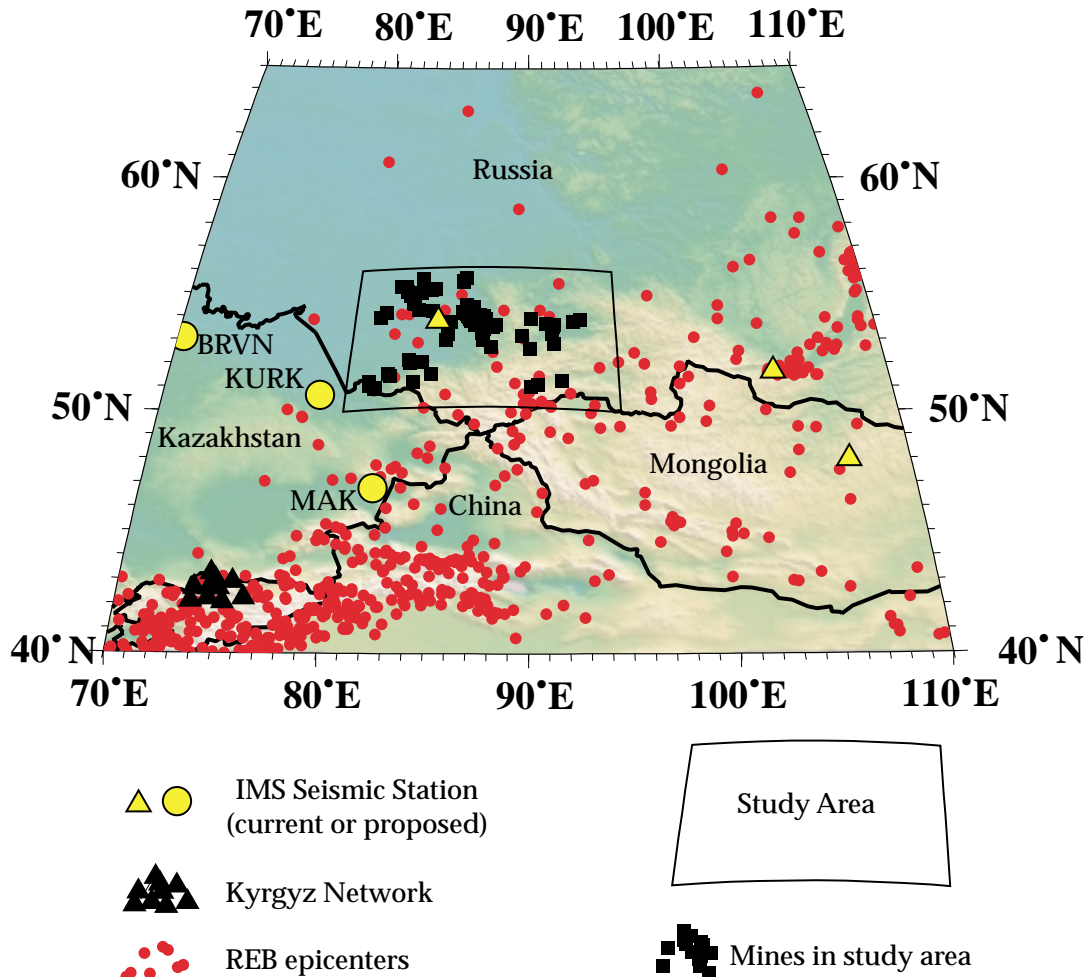 70°E 80°E 90°E 100°E 110°E
60°N 60°N
Russia
BRVN
KURK
50°N 50°N
Kazakhstan
Mongolia
MAK
China
40°N 40°N
70°E 80°E 90°E 100°E 110°E
IMS Seismic Station
(current or proposed)
Study Area
Kyrgyz Network
REB epicenters
Mines in study area